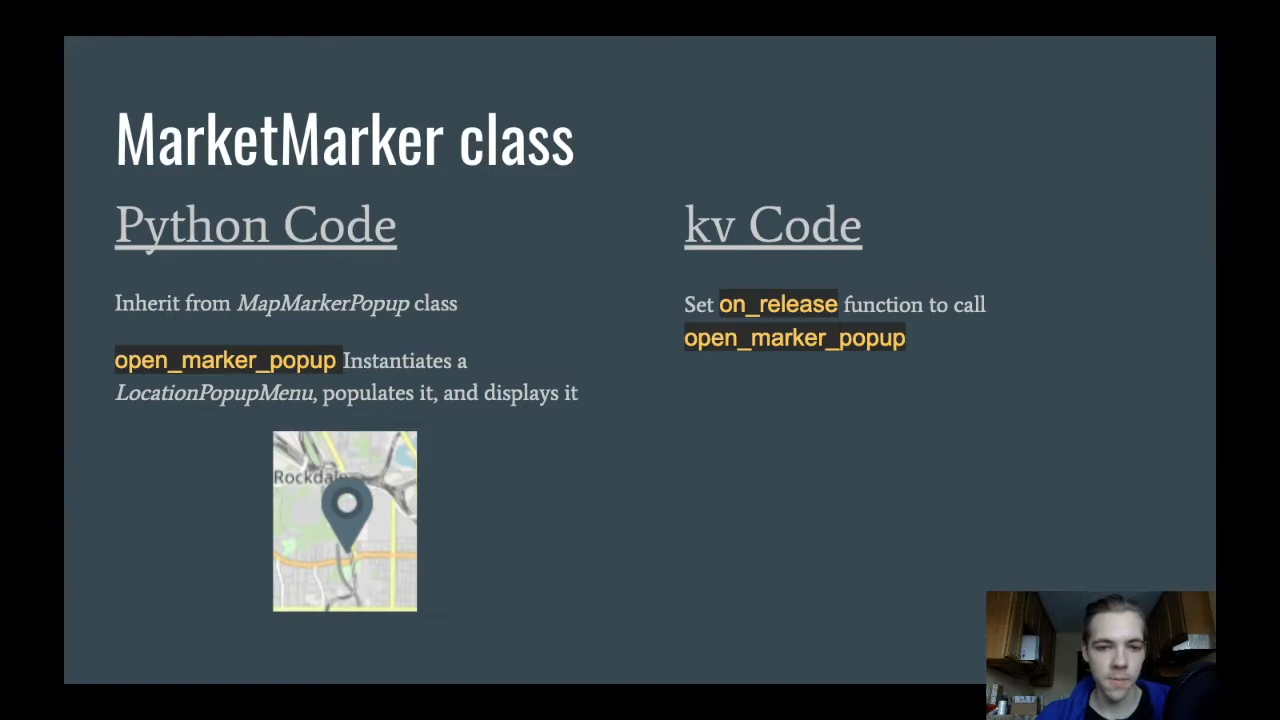 MarketMarker class
Python Code
Inherit from MapMarkerPopup class
open_marker_popup Instantiates a
LocationPopupMenu, populates it, and displays it
Rockdale
kv Code
Set on_release function to call
open_marker_popup